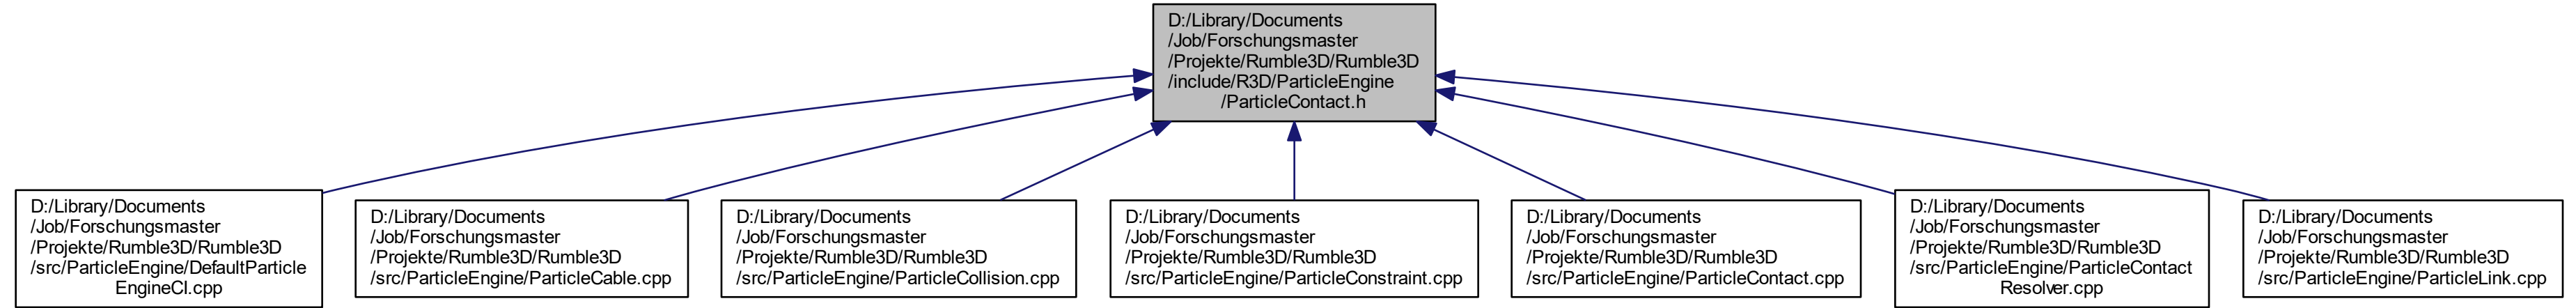 D:/Library/Documents
/Job/Forschungsmaster
/Projekte/Rumble3D/Rumble3D
/include/R3D/ParticleEngine
/ParticleContact.h
D:/Library/Documents
/Job/Forschungsmaster
/Projekte/Rumble3D/Rumble3D
/src/ParticleEngine/DefaultParticle
EngineCI.cpp
D:/Library/Documents
/Job/Forschungsmaster
/Projekte/Rumble3D/Rumble3D
/src/ParticleEngine/ParticleCable.cpp
D:/Library/Documents
/Job/Forschungsmaster
/Projekte/Rumble3D/Rumble3D
/src/ParticleEngine/ParticleCollision.cpp
D:/Library/Documents
/Job/Forschungsmaster
/Projekte/Rumble3D/Rumble3D
/src/ParticleEngine/ParticleConstraint.cpp
D:/Library/Documents
/Job/Forschungsmaster
/Projekte/Rumble3D/Rumble3D
/src/ParticleEngine/ParticleContact.cpp
D:/Library/Documents
/Job/Forschungsmaster
/Projekte/Rumble3D/Rumble3D
/src/ParticleEngine/ParticleContact
Resolver.cpp
D:/Library/Documents
/Job/Forschungsmaster
/Projekte/Rumble3D/Rumble3D
/src/ParticleEngine/ParticleLink.cpp